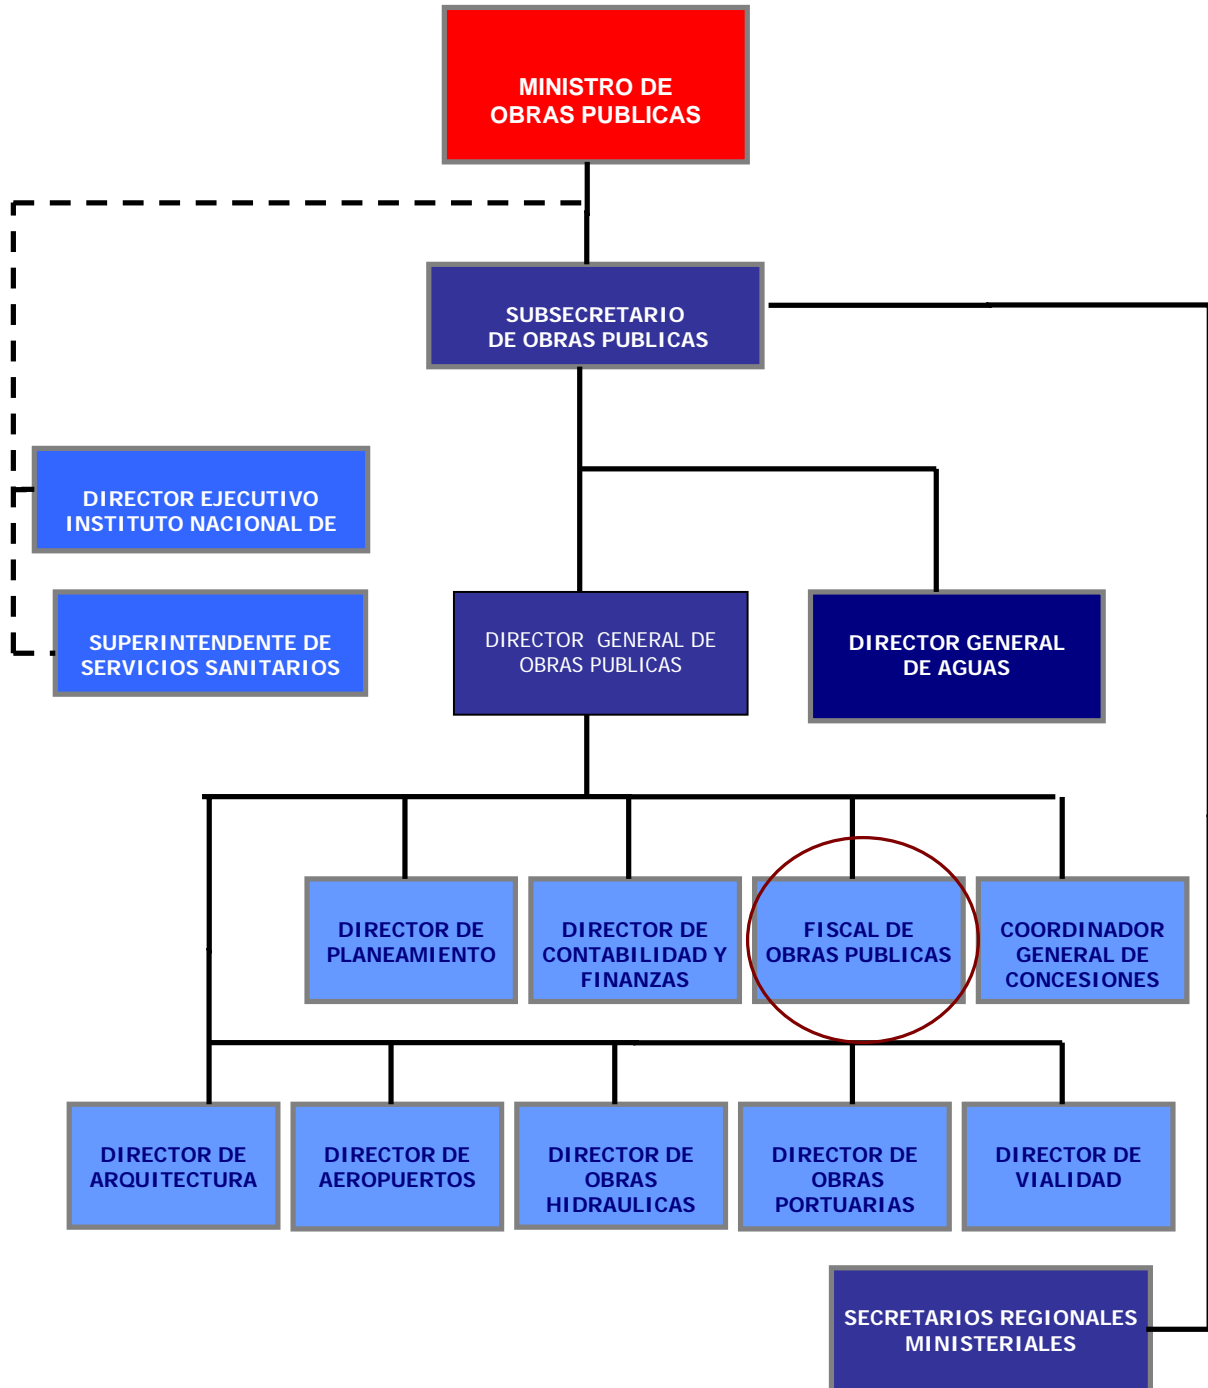 MINISTRO DE
OBRAS PUBLICAS
SUBSECRETARIO
DE OBRAS PUBLICAS
DIRECTOR EJECUTIVO
INSTITUTO NACIONAL DE
SUPERINTENDENTE DE
SERVICIOS SANITARIOS
DIRECTOR GENERAL DE
OBRAS PUBLICAS
DIRECTOR GENERAL
DE AGUAS
DIRECTOR DE
PLANEAMIENTO
DIRECTOR DE
CONTABILIDAD Y
FINANZAS
FISCAL DE
OBRAS PUBLICAS
COORDINADOR
GENERAL DE
CONCESIONES
DIRECTOR DE
ARQUITECTURA
DIRECTOR DE
AEROPUERTOS
DIRECTOR DE
OBRAS
HIDRAULICAS
DIRECTOR DE
OBRAS
PORTUARIAS
DIRECTOR DE
VIALIDAD
SECRETARIOS REGIONALES
MINISTERIALES